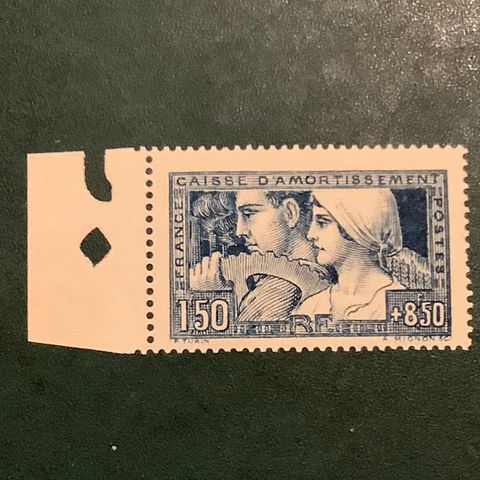 CAISSE D'AMORTISSEMENT
FRANCE
POSTES
1.50
RF
+8.50
P. TURIN
A. MIGNON SC.